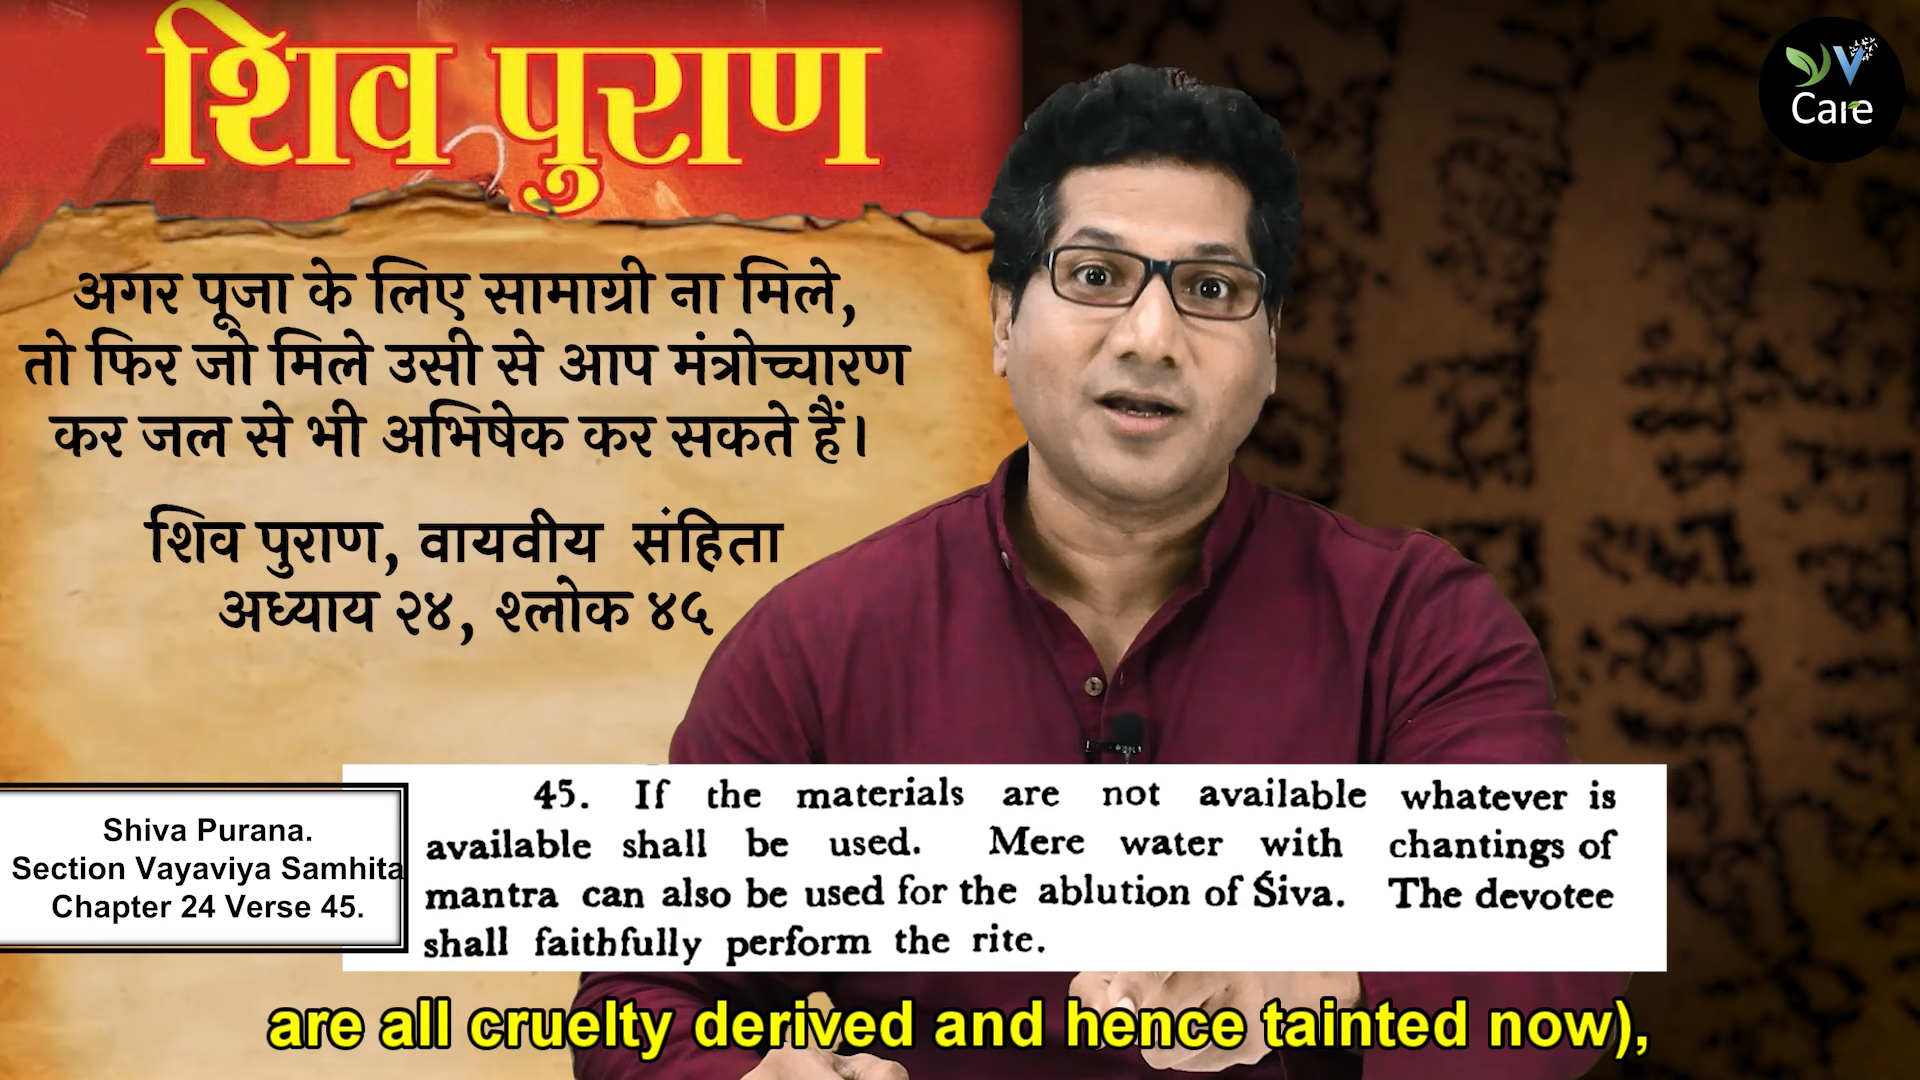 शिव पुराण
V
Care
अगर पूजा के लिए सामाग्री ना मिले,
तो फिर जो मिले उसी से आप मंत्रोच्चारण
कर जल से भी अभिषेक कर सकते हैं।
शिव पुराण, वायवीय संहिता
अध्याय २४, श्लोक ४५
Shiva Purana.
Section Vayaviya Samhita
Chapter 24 Verse 45.
45. If the materials are not available whatever is
available shall be used. Mere water with chantings of
mantra can also be used for the ablution of Śiva. The devotee
shall faithfully perform the rite.
are all cruelty derived and hence tainted now),